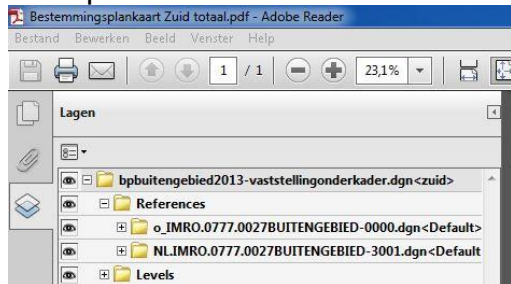 Bestemmingsplankaart Zuid totaal.pdf - Adobe Reader
Bestand Bewerken Beeld Venster Help
1 / 1 23,1%
Lagen
bpbuitengebied2013-vaststellingonderkader.dgn<zuid>
References
o_IMRO.0777.0027BUITENGEBIED-0000.dgn<Default>
NL.IMRO.0777.0027BUITENGEBIED-3001.dgn<Default
Levels